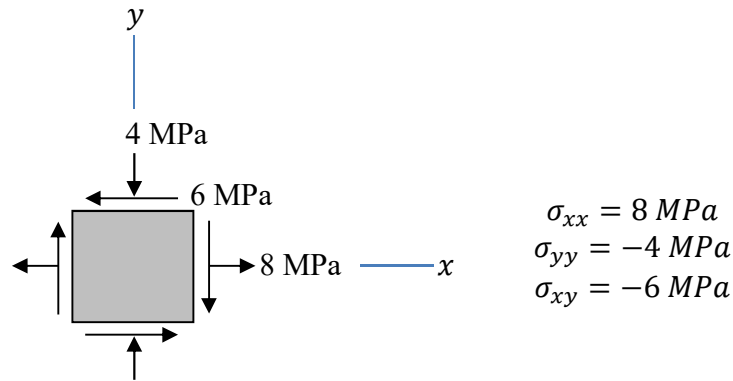 y
4 MPa
6 MPa
8 MPa
x
σxx = 8 MPa
σyy = −4 MPa
σxy = −6 MPa